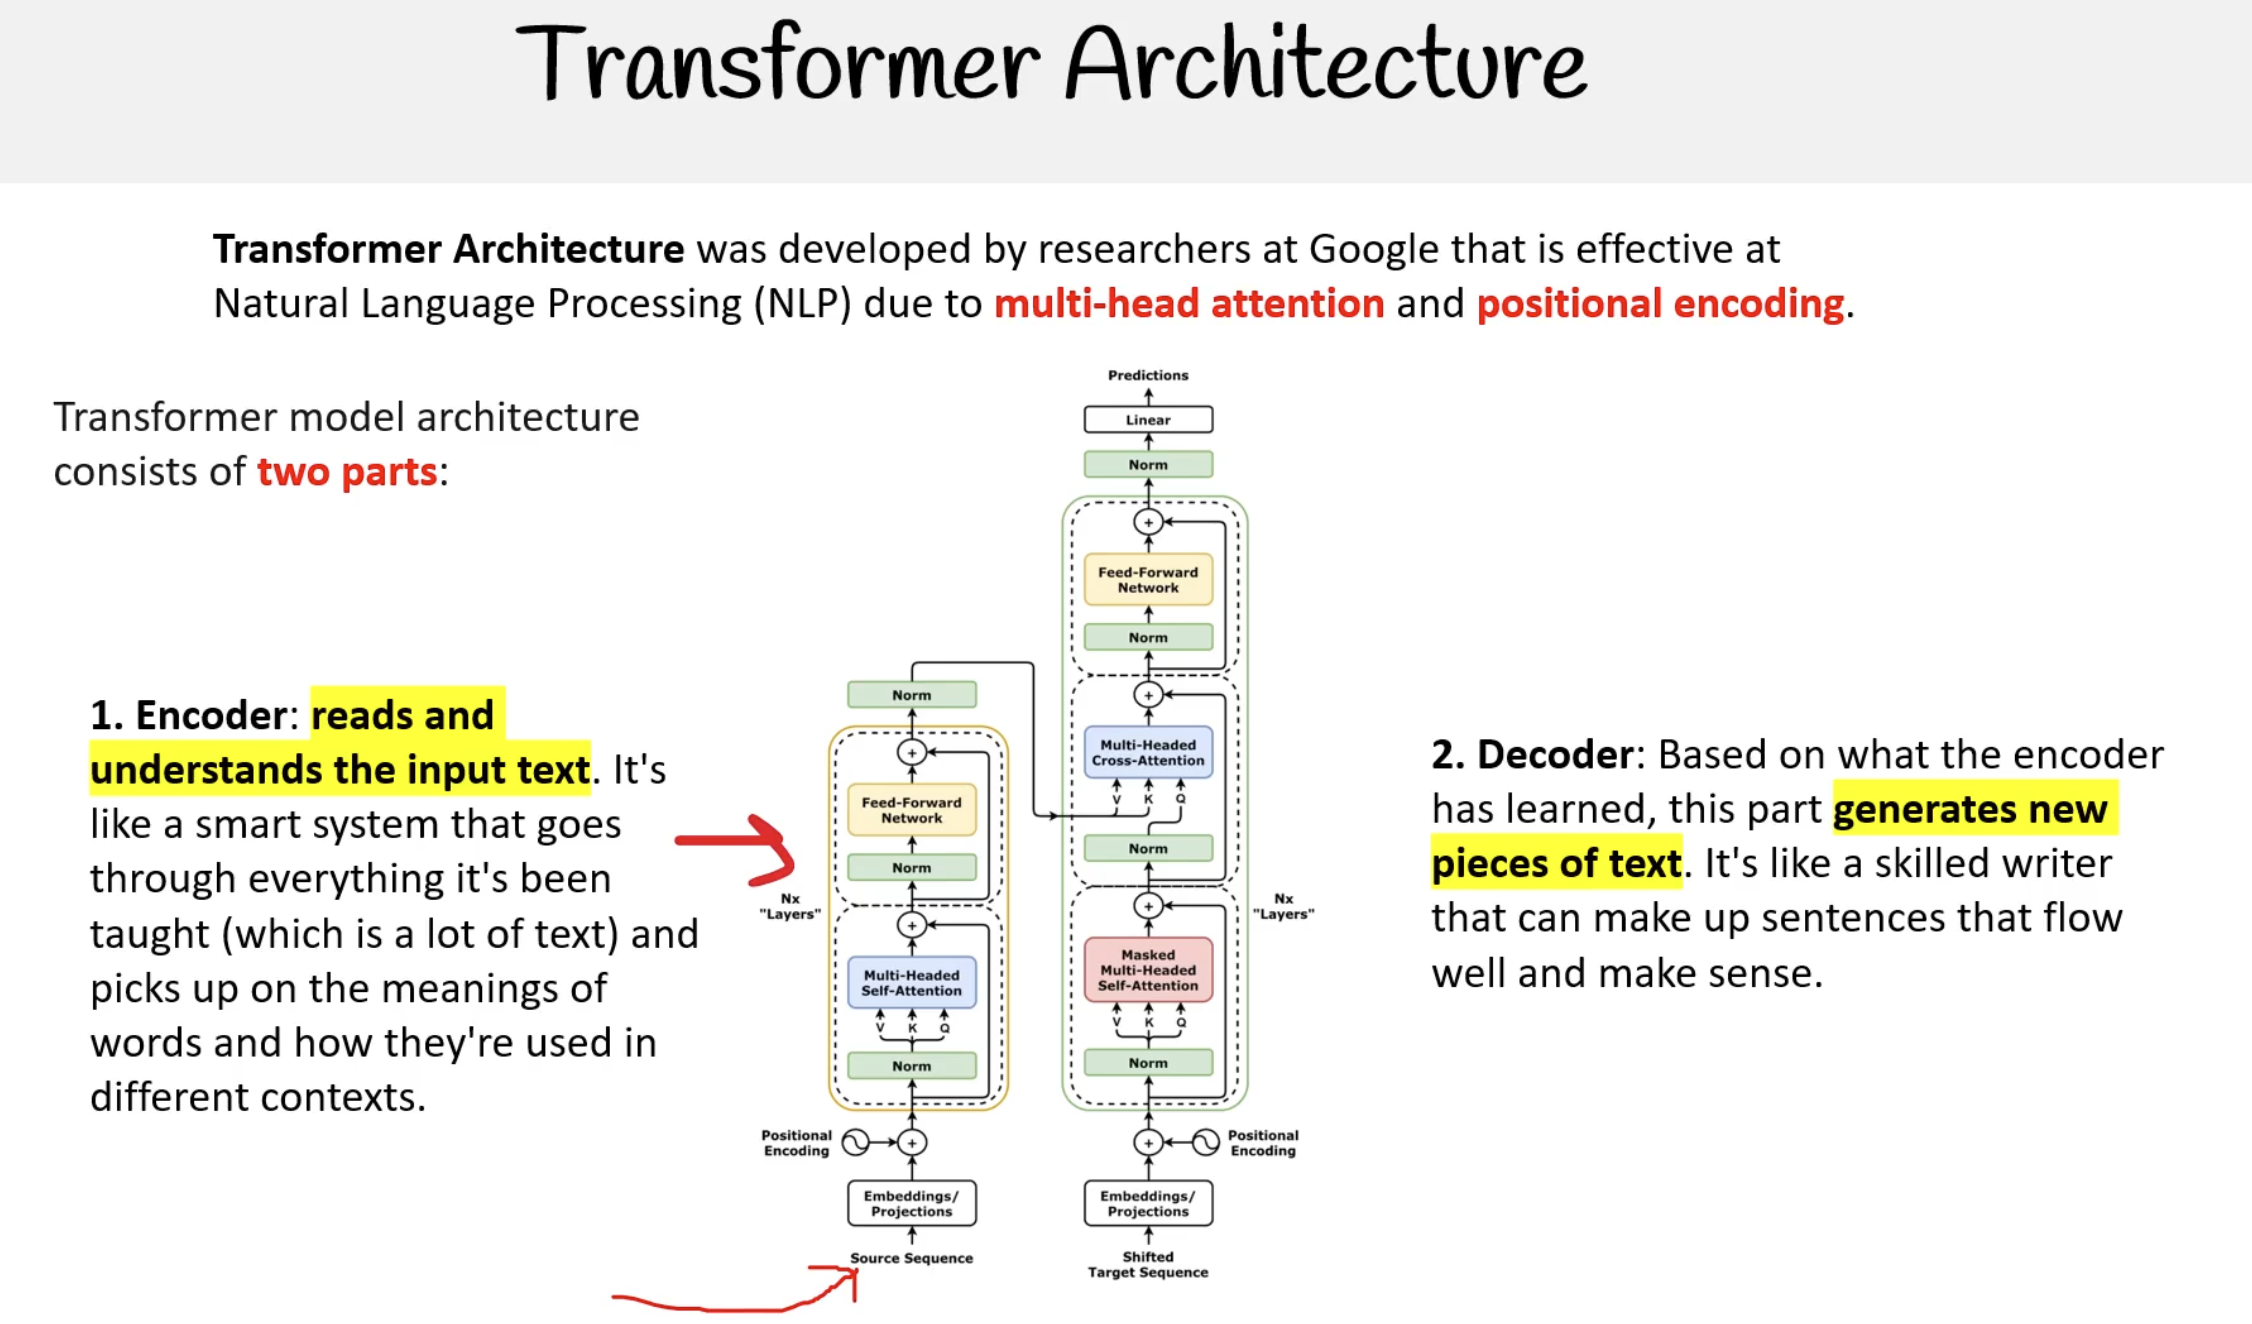 Transformer Architecture
Transformer Architecture was developed by researchers at Google that is effective at
Natural Language Processing (NLP) due to multi-head attention and positional encoding.
Transformer model architecture
consists of two parts:
1. Encoder: reads and
understands the input text. It's
like a smart system that goes
through everything it's been
taught (which is a lot of text) and
picks up on the meanings of
words and how they're used in
different contexts.
Norm
+
Feed-Forward
Network
Norm
Nx
"Layers"
+
Multi-Headed
Self-Attention
V K Q
Norm
Positional
Encoding
+
Embeddings/
Projections
Source Sequence
Predictions
Linear
Norm
+
Feed-Forward
Network
Norm
+
Multi-Headed
Cross-Attention
V K Q
Norm
Nx
"Layers"
+
Masked
Multi-Headed
Self-Attention
V K Q
Norm
+
Positional
Encoding
Embeddings/
Projections
Shifted
Target Sequence
2. Decoder: Based on what the encoder
has learned, this part generates new
pieces of text. It's like a skilled writer
that can make up sentences that flow
well and make sense.